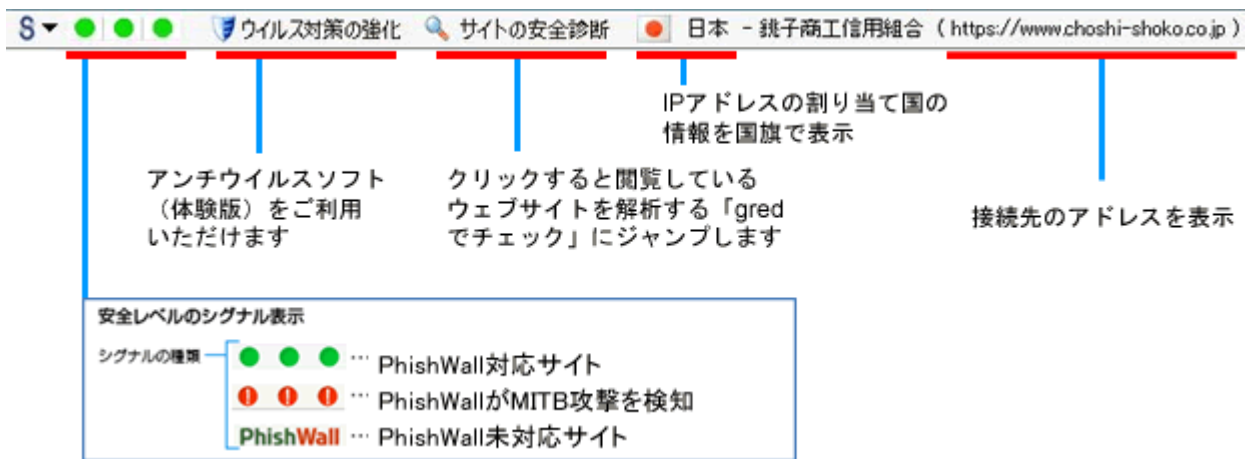 S▼ ウイルス対策の強化 サイトの安全診断 日本 - 銚子商工信用組合 ( https://www.choshi-shoko.co.jp )
IPアドレスの割り当て国の
情報を国旗で表示
アンチウイルスソフト
(体験版)をご利用
いただけます
クリックすると閲覧している
ウェブサイトを解析する「gred
でチェック」にジャンプします
接続先のアドレスを表示
安全レベルのシグナル表示
シグナルの種類
… PhishWall対応サイト
… PhishWallがMITB攻撃を検知
PhishWall … PhishWall未対応サイト